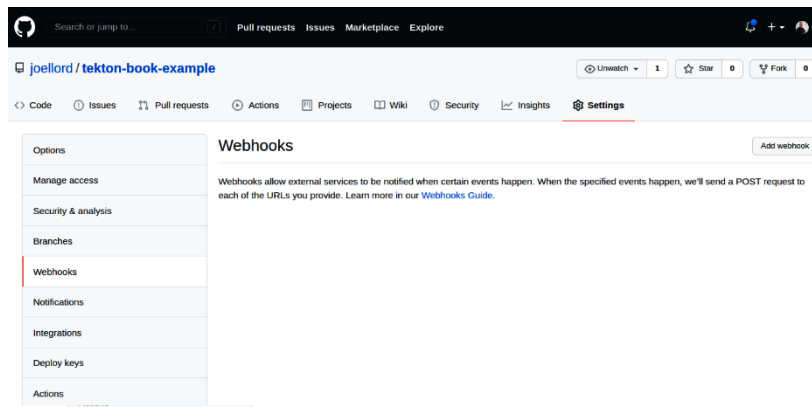 Search or jump to... / Pull requests Issues Marketplace Explore
joellord / tekton-book-example Unwatch 1 Star 0 Fork 0
Code Issues Pull requests Actions Projects Wiki Security Insights Settings
Options
Manage access
Security & analysis
Branches
Webhooks
Notifications
Integrations
Deploy keys
Actions
Webhooks Add webhook
Webhooks allow external services to be notified when certain events happen. When the specified events happen, we'll send a POST request to
each of the URLs you provide. Learn more in our Webhooks Guide.